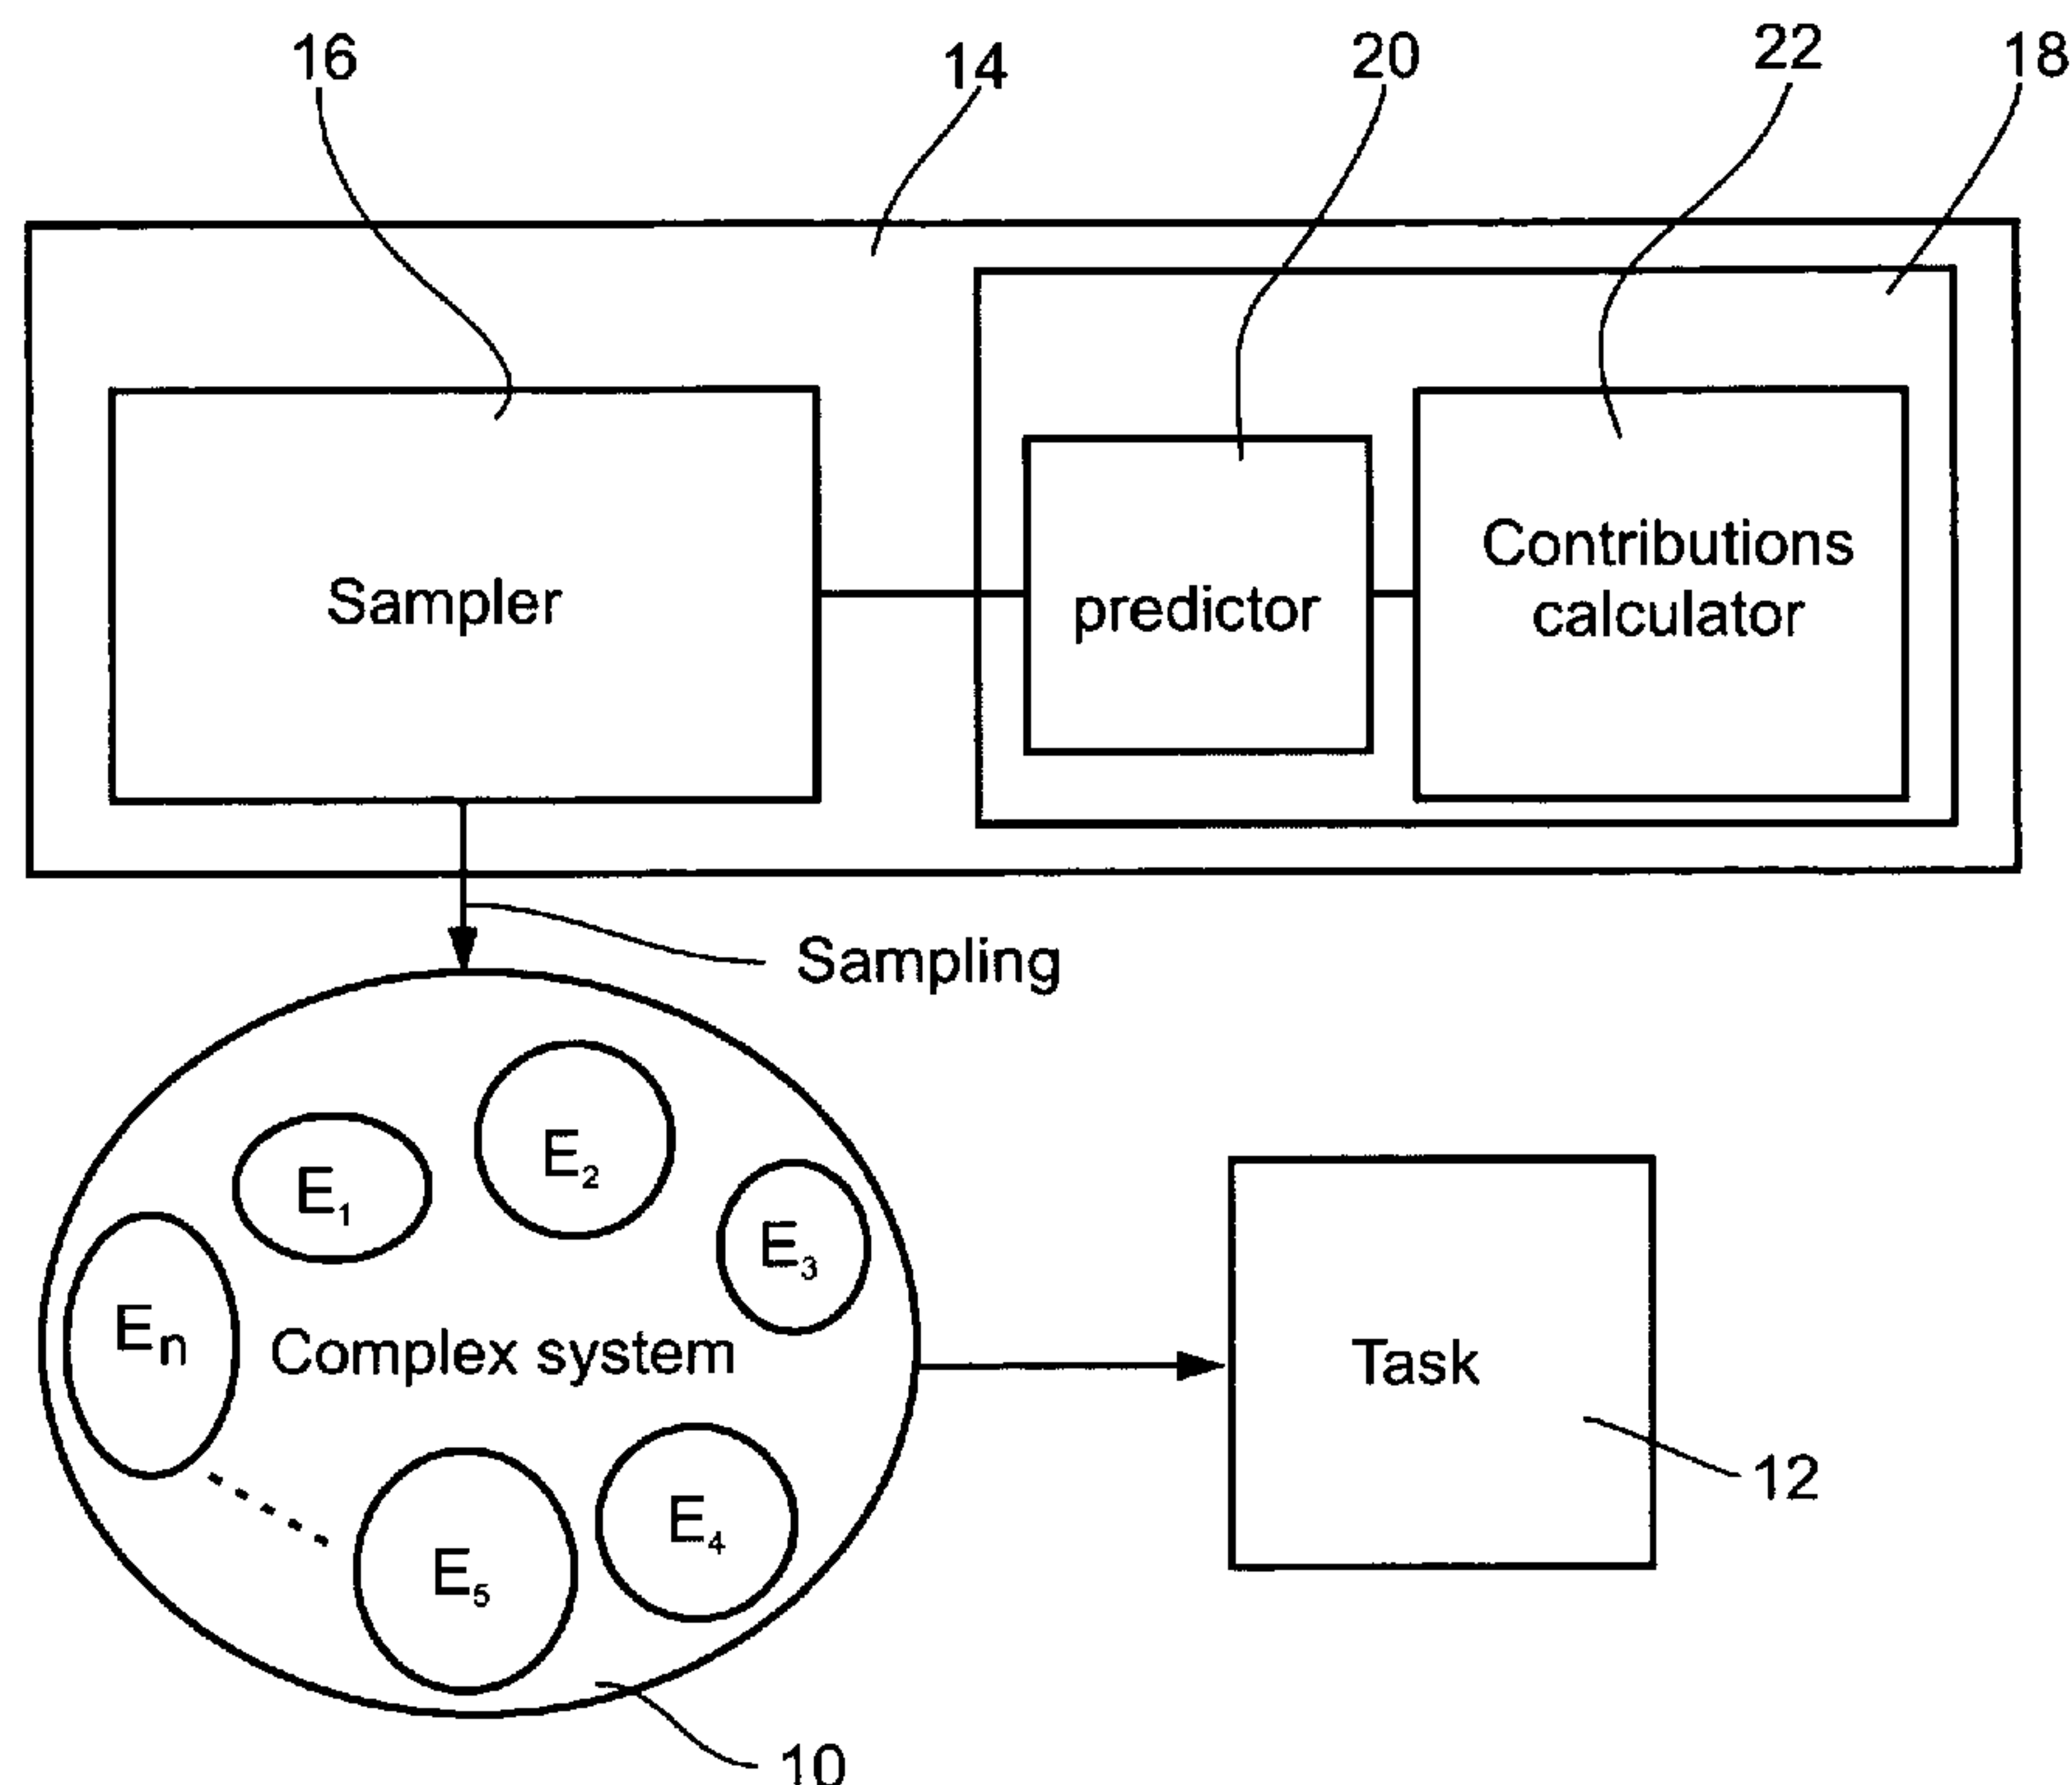 16
14
20
22
18
Sampler
predictor
Contributions
calculator
Sampling
E1
E2
E3
En
Complex system
Task
E4
E5
12
10